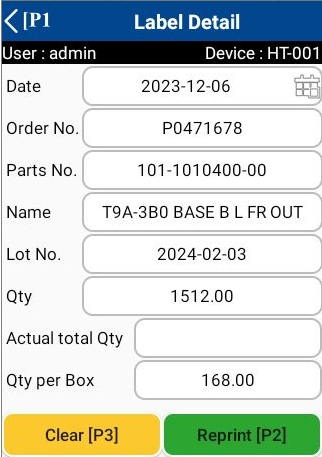 [P1 Label Detail
User : admin Device : HT-001
Date 2023-12-06
Order No. P0471678
Parts No. 101-1010400-00
Name T9A-3B0 BASE B L FR OUT
Lot No. 2024-02-03
Qty 1512.00
Actual total Qty
Qty per Box 168.00
Clear [P3] Reprint [P2]